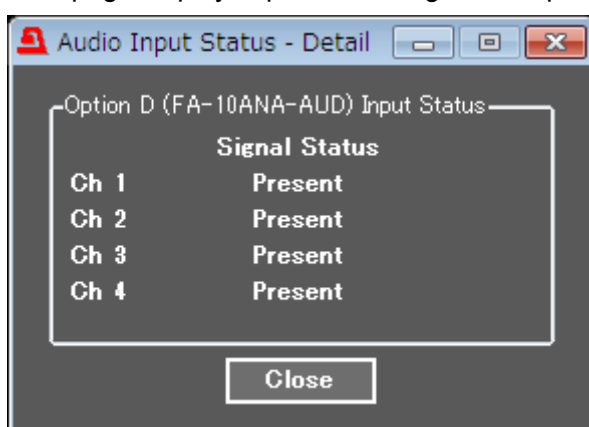 Audio Input Status - Detail
Option D (FA-10ANA-AUD) Input Status
Signal Status
Ch 1 Present
Ch 2 Present
Ch 3 Present
Ch 4 Present
Close